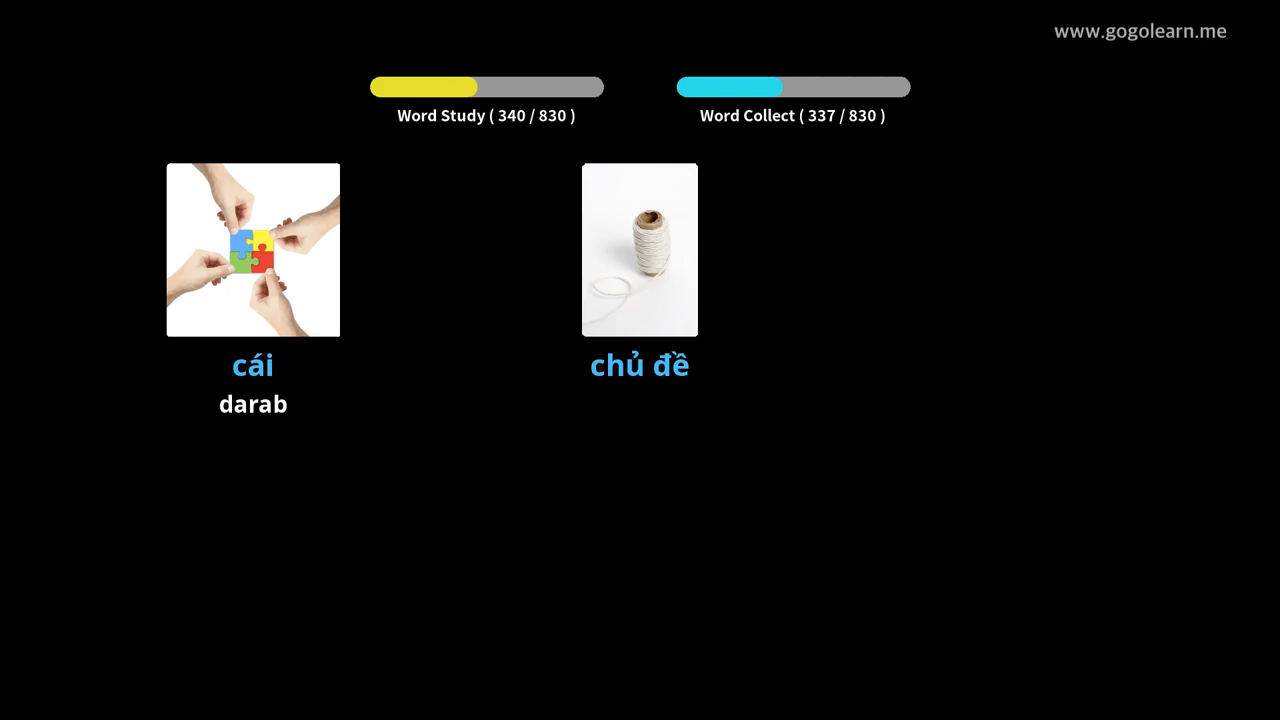 www.gogolearn.me
Word Study ( 340 / 830 )
Word Collect ( 337 / 830 )
cái
darab
chủ đề